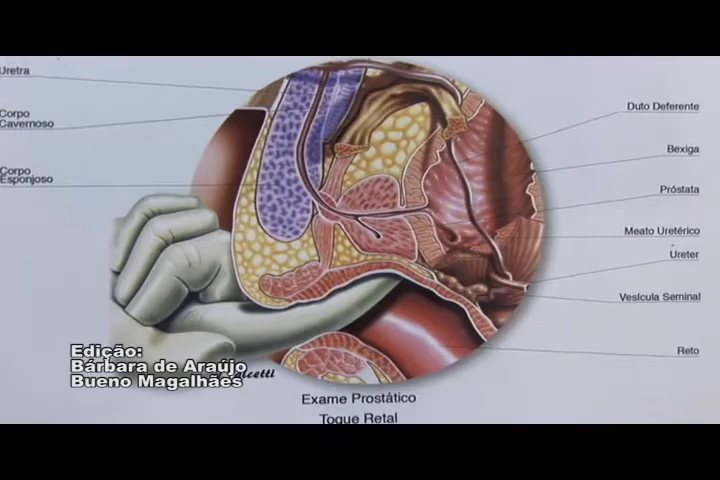 Uretra
Corpo
Cavernoso
Corpo
Esponjoso
Duto Deferente
Bexiga
Próstata
Meato Uretérico
Ureter
Vesícula Seminal
Reto
Edição:
Bárbara de Araújo
Bueno Magalhães
Exame Prostático
Toque Retal